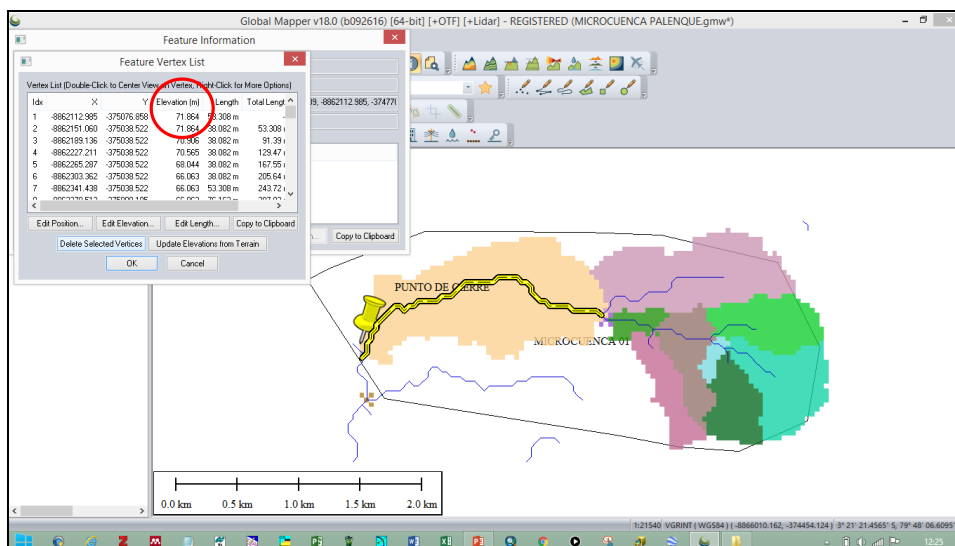 Global Mapper v18.0 (b092616) [64-bit] [+OTF] [+Lidar] - REGISTERED (MICROCUENCA PALENQUE.gmw*)
Feature Information
Feature Vertex List
Vertex List (Double-Click to Center View on Vertex, Right-Click for More Options)
Idx X Y Elevation (m) Length Total Lengt
1 -8862112.985 -375076.858 71.864 53.308 m
2 -8862151.060 -375038.522 71.864 38.082 m 53.308
3 -8862189.136 -375038.522 70.906 38.082 m 91.39
4 -8862227.211 -375038.522 70.565 38.082 m 129.47
5 -8862265.287 -375038.522 68.044 38.082 m 167.55
6 -8862303.362 -375038.522 66.063 38.082 m 205.64
7 -8862341.438 -375038.522 66.063 53.308 m 243.72
Edit Position... Edit Elevation... Edit Length... Copy to Clipboard
Delete Selected Vertices Update Elevations from Terrain
OK Cancel
-8862112.985, -37477
Copy to Clipboard
PUNTO DE CIERRE
MICROCUENCA 01
0.0 km 0.5 km 1.0 km 1.5 km 2.0 km
1:21540 VGRINT ( WGS84 ) ( -8866010.162, -374454.124 ) 3° 21' 21.4565" S, 79° 48' 06.6095"
12:25